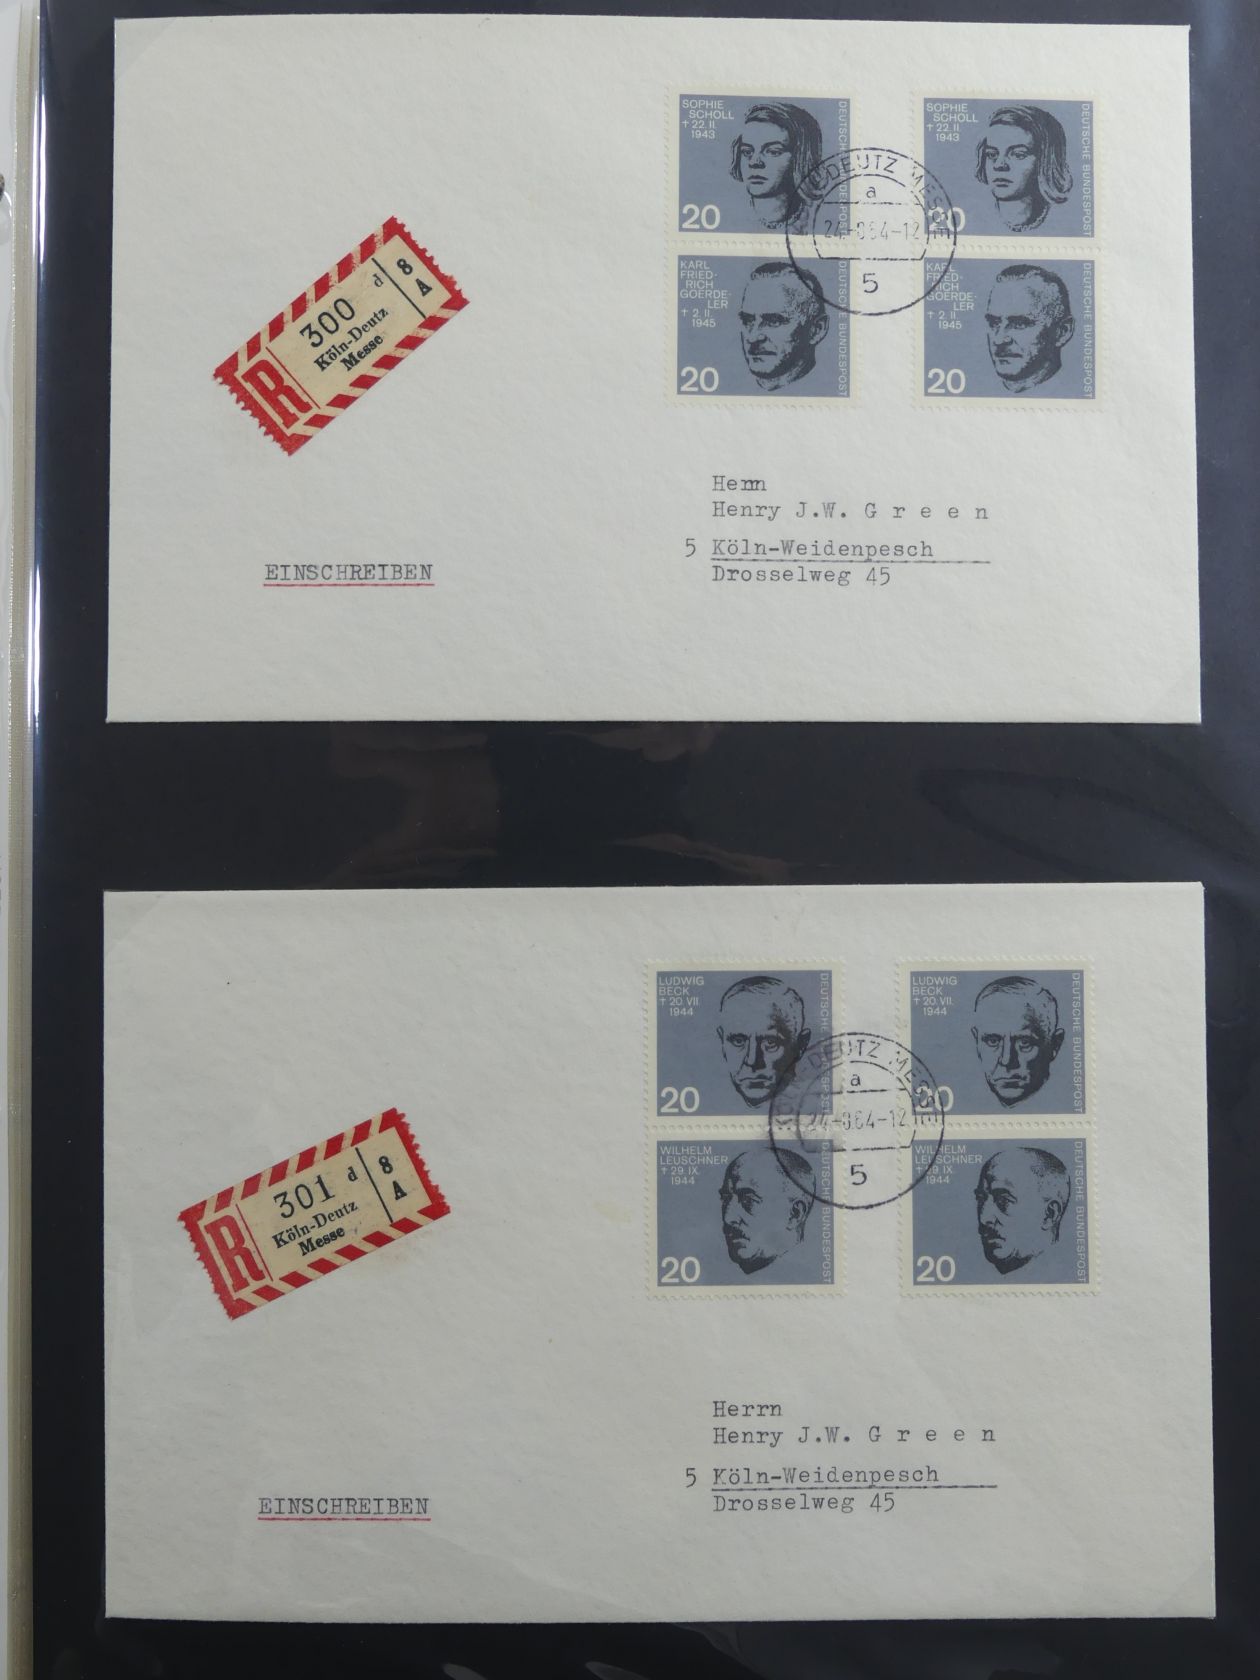 SOPHIE
SCHOLL
† 22. II.
1943
DEUTSCHE BUNDESPOST
20
SOPHIE
SCHOLL
† 22. II.
1943
DEUTSCHE BUNDESPOST
20
DEUTZ MESSE
a
24-
64-12
5
KARL
FRIED-
RICH
GOERDE-
LER
† 2. II.
1945
DEUTSCHE BUNDESPOST
20
KARL
FRIED-
RICH
GOERDE-
LER
† 2. II.
1945
DEUTSCHE BUNDESPOST
20
R
300 d
Köln-Deutz
Messe
8
A
Herrn
Henry J.W. G r e e n
5 Köln-Weidenpesch
Drosselweg 45
EINSCHREIBEN
LUDWIG
BECK
† 20. VII.
1944
DEUTSCHE BUNDESPOST
20
LUDWIG
BECK
† 20. VII.
1944
DEUTSCHE BUNDESPOST
20
KÖLN-DEUTZ MESSE
a
24-
64-12
5
WILHELM
LEUSCHNER
† 29. IX.
1944
DEUTSCHE BUNDESPOST
20
WILHELM
LEUSCHNER
† 29. IX.
1944
DEUTSCHE BUNDESPOST
20
R
301 d
Köln-Deutz
Messe
8
A
Herrn
Henry J.W. G r e e n
5 Köln-Weidenpesch
Drosselweg 45
EINSCHREIBEN